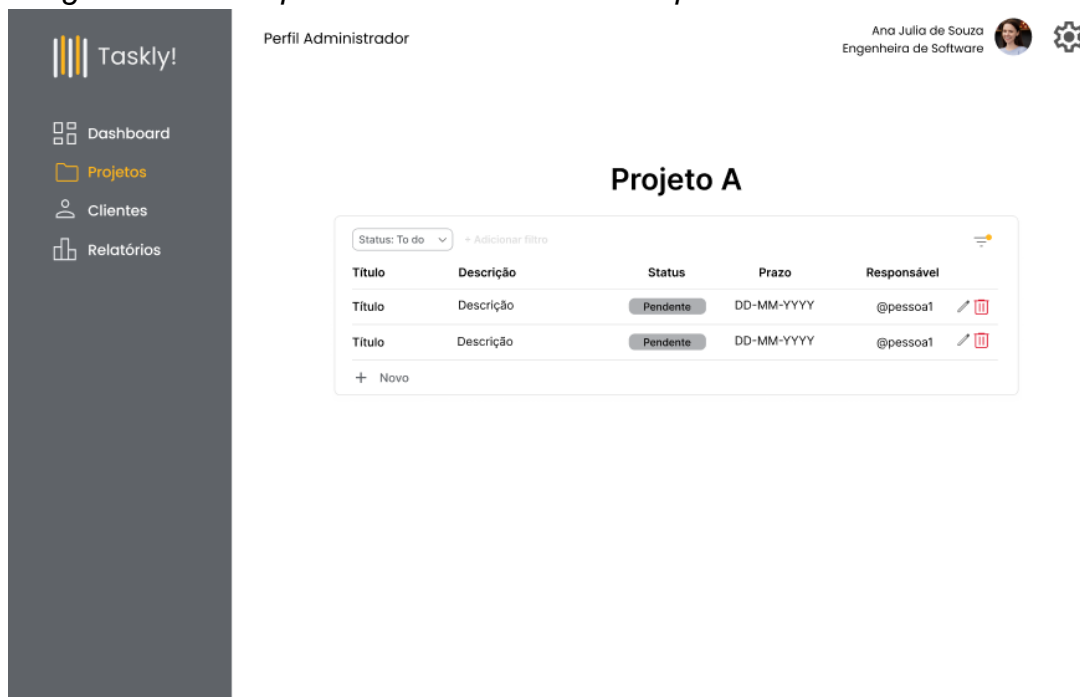 Taskly!
Perfil Administrador
Ana Julia de Souza
Engenheira de Software
Dashboard
Projetos
Clientes
Relatórios
Projeto A
Status: To do + Adicionar filtro
Título Descrição Status Prazo Responsável
Título Descrição Pendente DD-MM-YYYY @pessoa1
Título Descrição Pendente DD-MM-YYYY @pessoa1
+ Novo